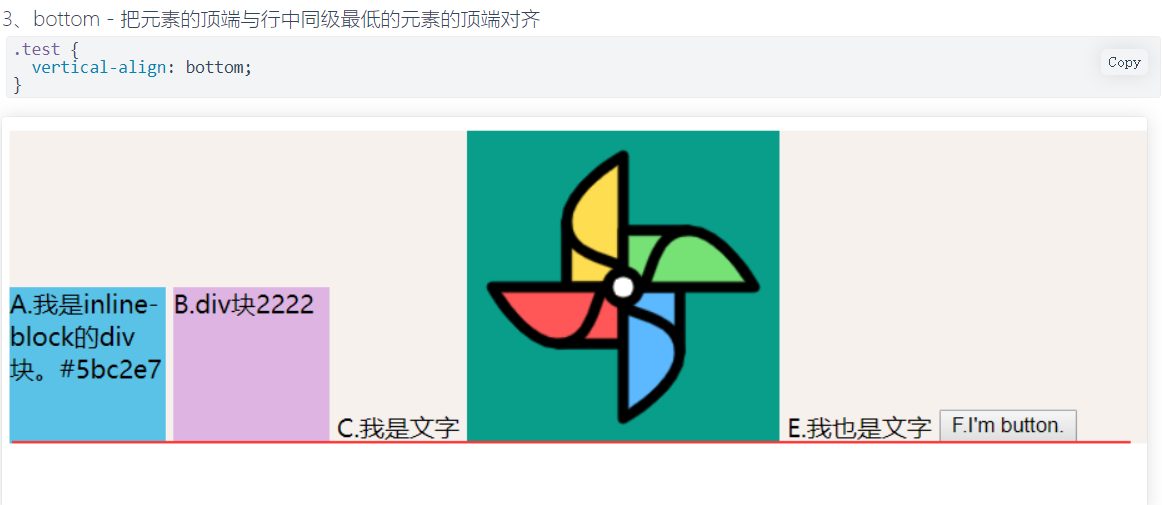 3、bottom - 把元素的顶端与行中同级最低的元素的顶端对齐
.test {
  vertical-align: bottom;
}
Copy
A.我是inline-
block的div
块。#5bc2e7
B.div块2222
C.我是文字
E.我也是文字
F.I'm button.